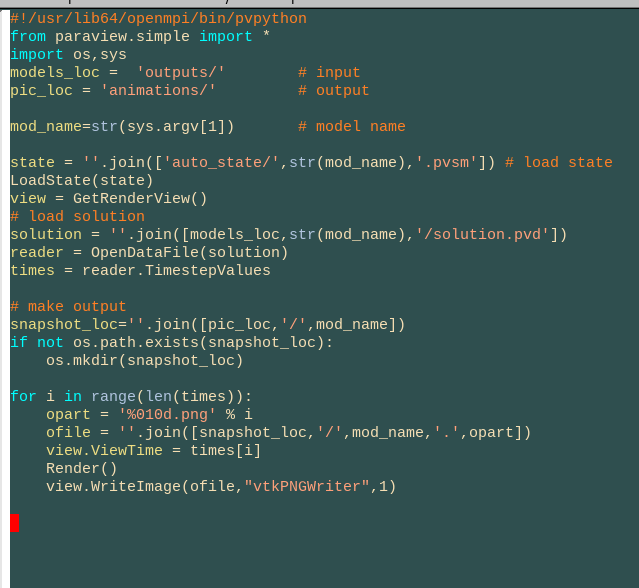 #!/usr/lib64/openmpi/bin/pvpython
from paraview.simple import *
import os,sys
models_loc =  'outputs/'        # input
pic_loc = 'animations/'         # output

mod_name=str(sys.argv[1])       # model name

state = ''.join(['auto_state/',str(mod_name),'.pvsm']) # load state
LoadState(state)
view = GetRenderView()
# load solution
solution = ''.join([models_loc,str(mod_name),'/solution.pvd'])
reader = OpenDataFile(solution)
times = reader.TimestepValues

# make output
snapshot_loc=''.join([pic_loc,'/',mod_name])
if not os.path.exists(snapshot_loc):
    os.mkdir(snapshot_loc)

for i in range(len(times)):
    opart = '%010d.png' % i
    ofile = ''.join([snapshot_loc,'/',mod_name,'.',opart])
    view.ViewTime = times[i]
    Render()
    view.WriteImage(ofile,"vtkPNGWriter",1)